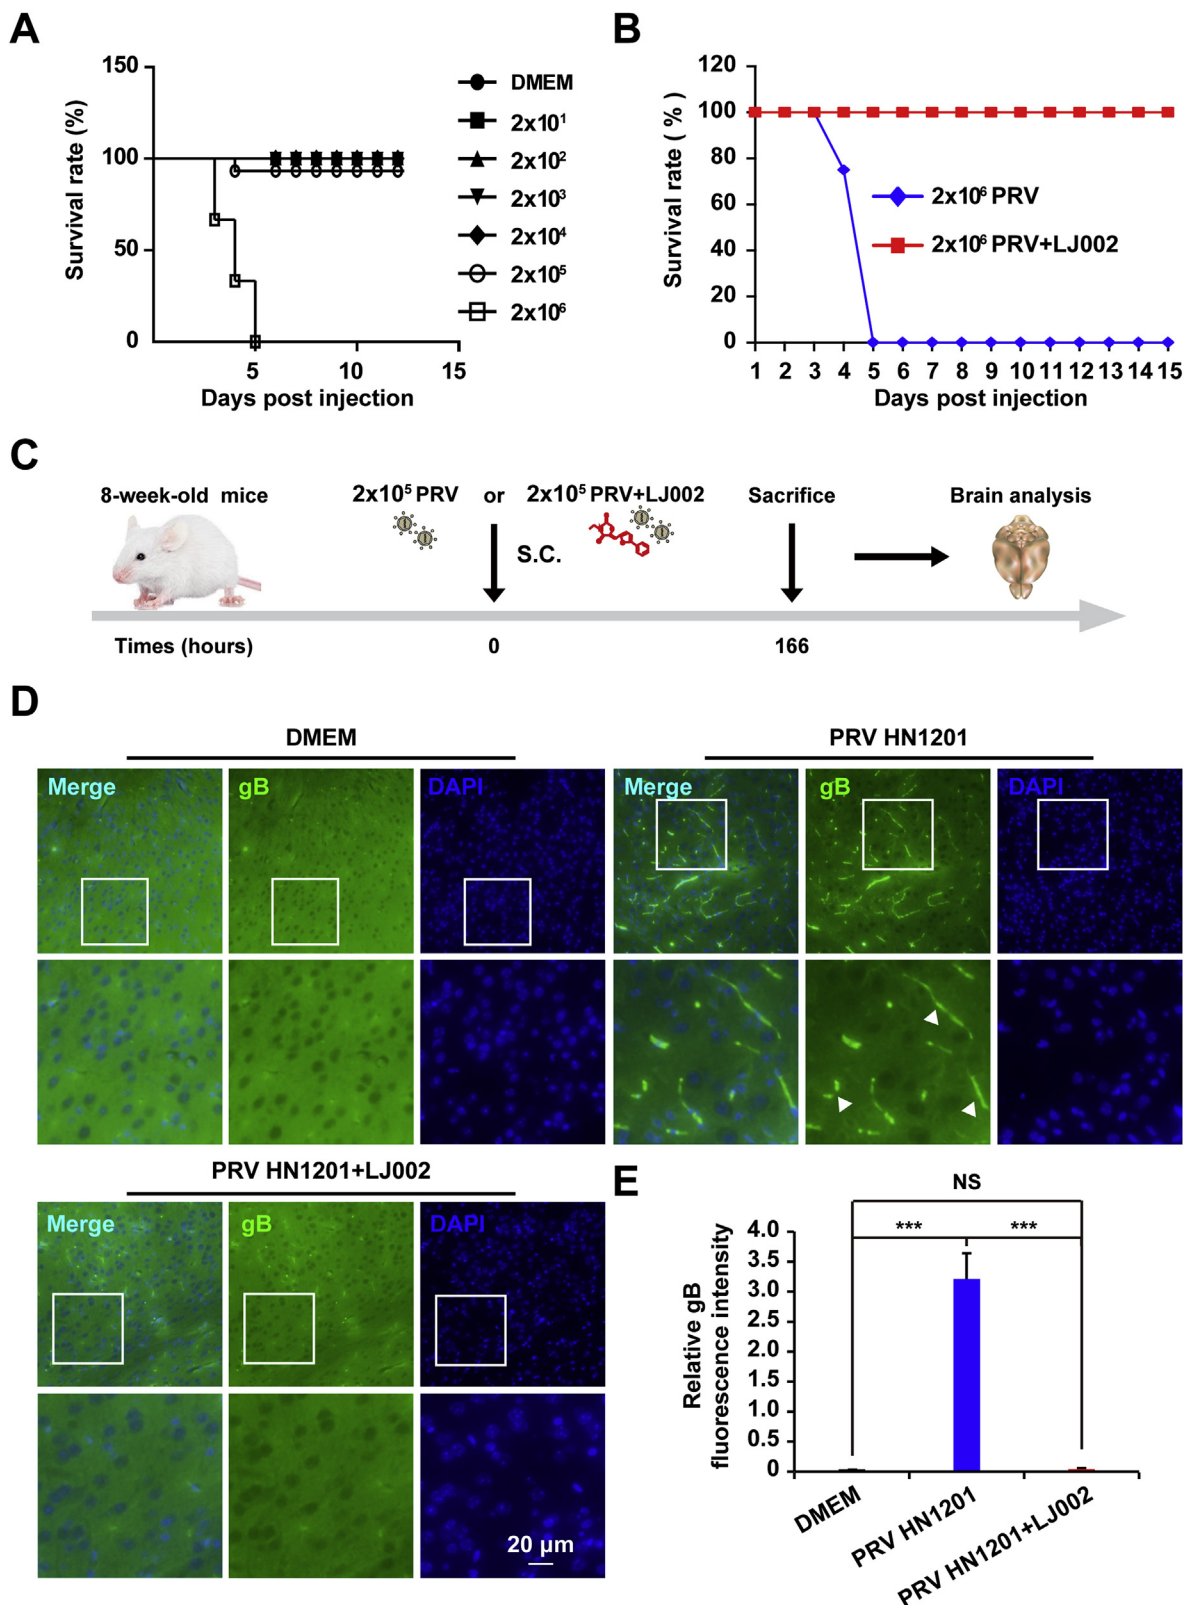 A
150
100
50
0
5
10
15
Survival rate (%)
Days post injection
DMEM
2x10¹
2x10²
2x10³
2x10⁴
2x10⁵
2x10⁶
B
120
100
80
60
40
20
0
1 2 3 4 5 6 7 8 9 10 11 12 13 14 15
Survival rate ( % )
Days post injection
2x10⁶ PRV
2x10⁶ PRV+LJ002
C
8-week-old mice
2x10⁵ PRV or 2x10⁵ PRV+LJ002
Sacrifice
Brain analysis
S.C.
Times (hours)
0
166
D
DMEM
Merge
gB
DAPI
PRV HN1201
Merge
gB
DAPI
PRV HN1201+LJ002
Merge
gB
DAPI
20 µm
E
NS
***
***
4.0
3.5
3.0
2.5
2.0
1.5
1.0
0.5
0
Relative gB
fluorescence intensity
DMEM
PRV HN1201
PRV HN1201+LJ002